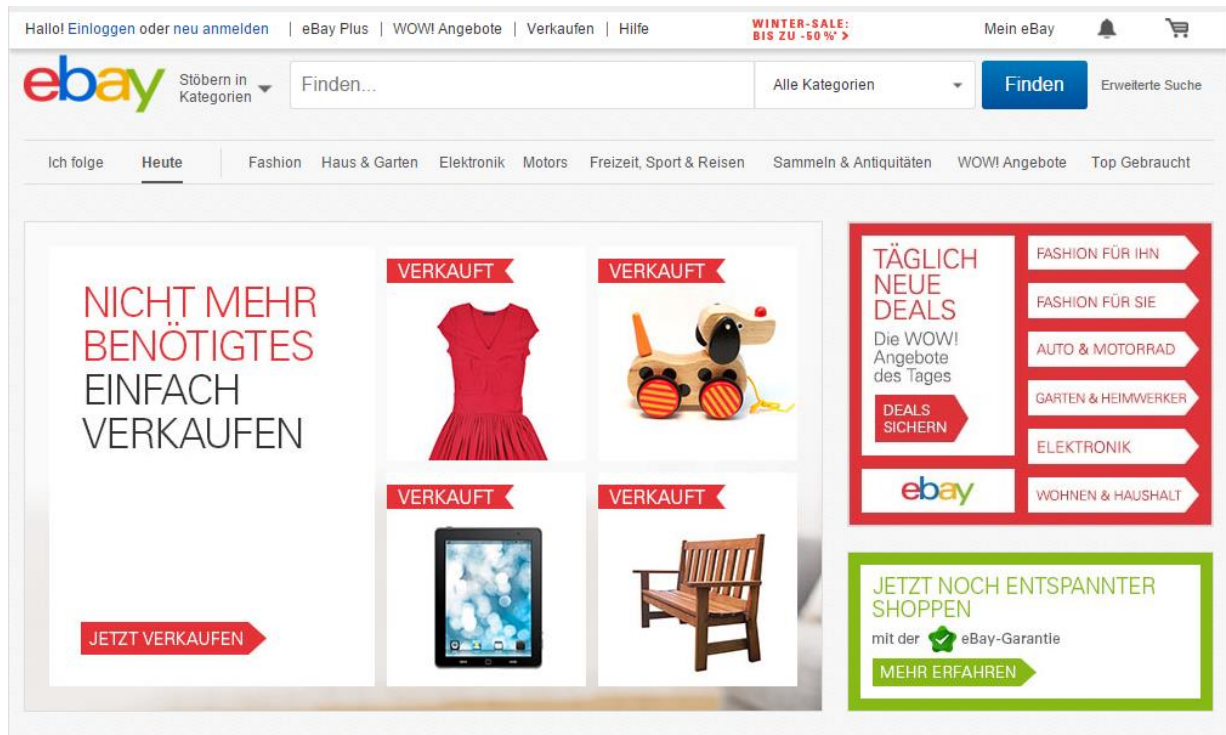 Hallo! Einloggen oder neu anmelden | eBay Plus | WOW! Angebote | Verkaufen | Hilfe
WINTER-SALE:
BIS ZU -50%* >
Mein eBay
ebay
Stöbern in
Kategorien
Finden...
Alle Kategorien
Finden
Erweiterte Suche
Ich folge
Heute
Fashion
Haus & Garten
Elektronik
Motors
Freizeit, Sport & Reisen
Sammeln & Antiquitäten
WOW! Angebote
Top Gebraucht
NICHT MEHR
BENÖTIGTES
EINFACH
VERKAUFEN
JETZT VERKAUFEN
VERKAUFT
VERKAUFT
VERKAUFT
VERKAUFT
TÄGLICH
NEUE
DEALS
Die WOW!
Angebote
des Tages
DEALS
SICHERN
ebay
FASHION FÜR IHN
FASHION FÜR SIE
AUTO & MOTORRAD
GARTEN & HEIMWERKER
ELEKTRONIK
WOHNEN & HAUSHALT
JETZT NOCH ENTSPANNTER
SHOPPEN
mit der eBay-Garantie
MEHR ERFAHREN